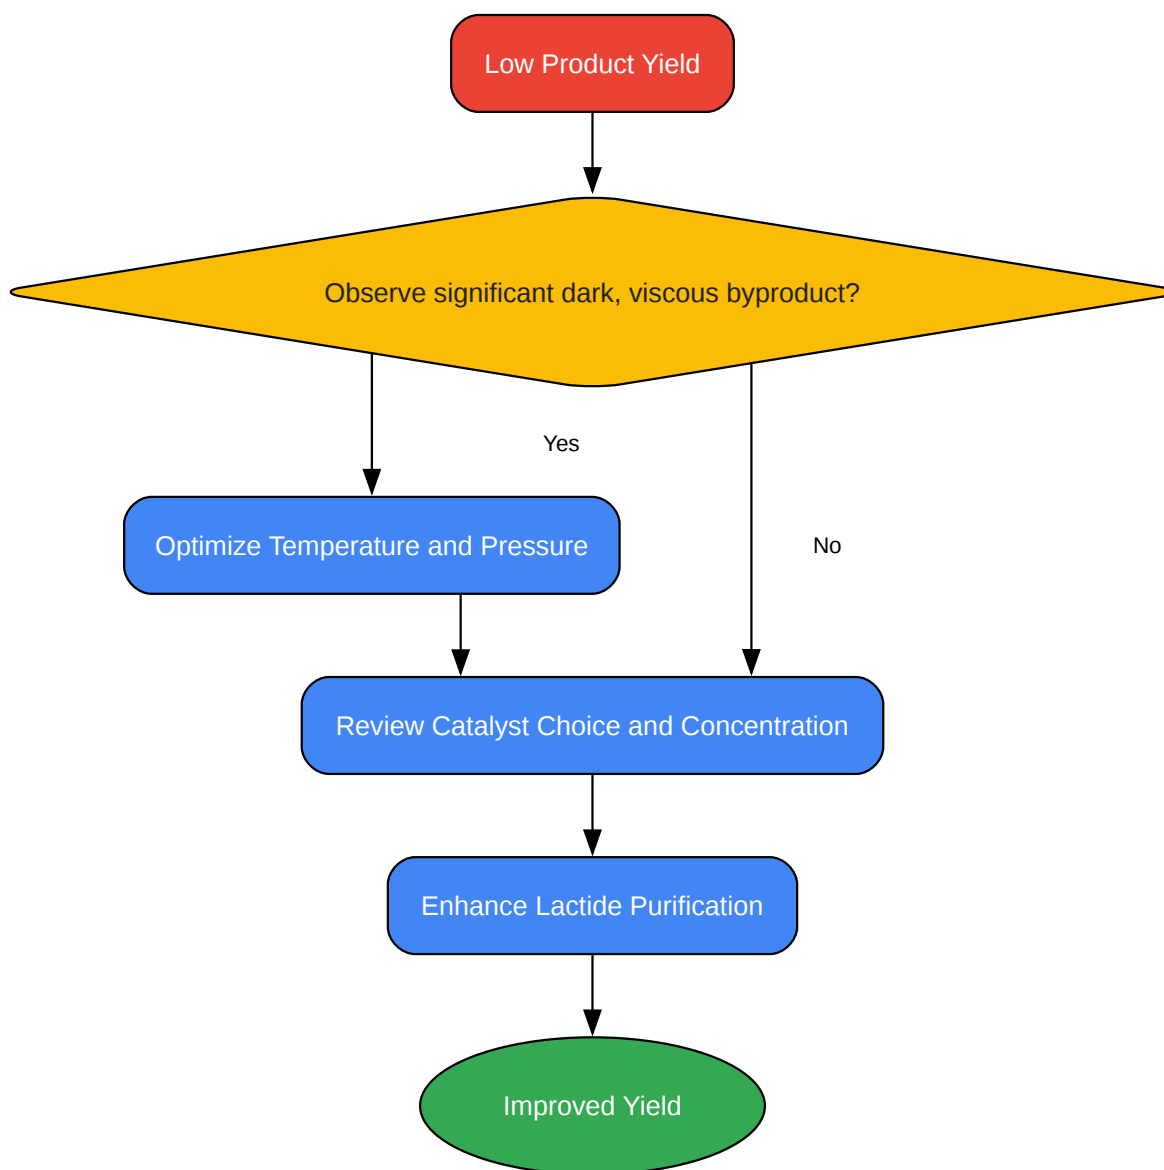 Low Product Yield
Observe significant dark, viscous byproduct?
Yes
Optimize Temperature and Pressure
No
Review Catalyst Choice and Concentration
Enhance Lactide Purification
Improved Yield